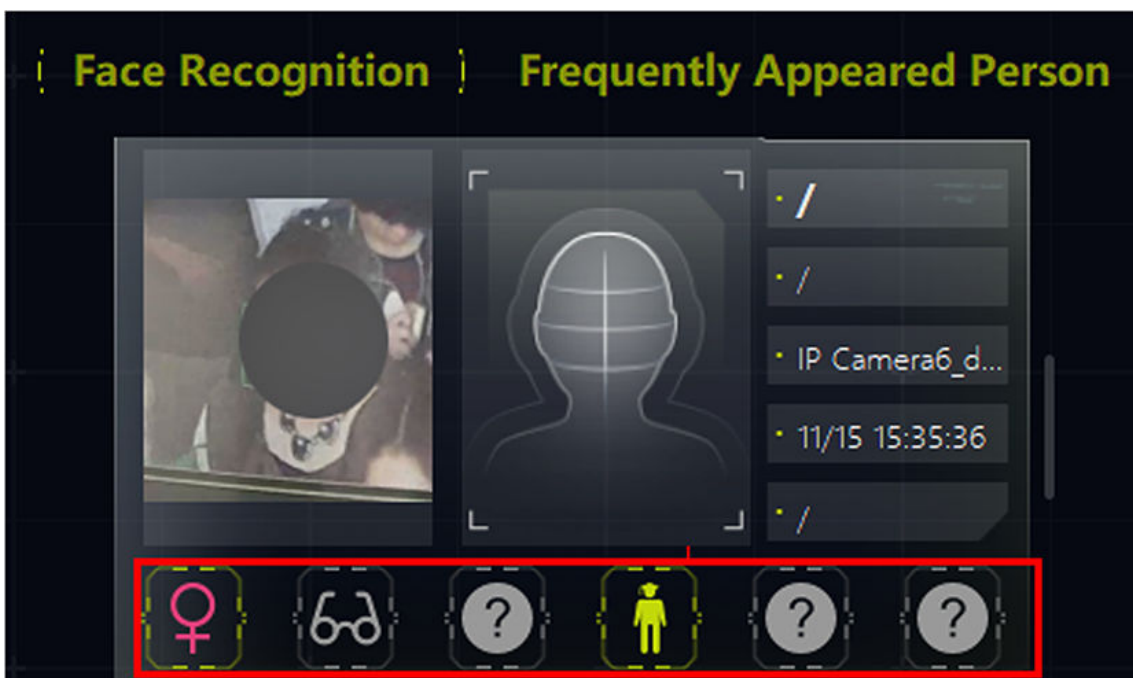 Face Recognition
Frequently Appeared Person
/
/
IP Camera6_d...
11/15 15:35:36
/
?
?
?